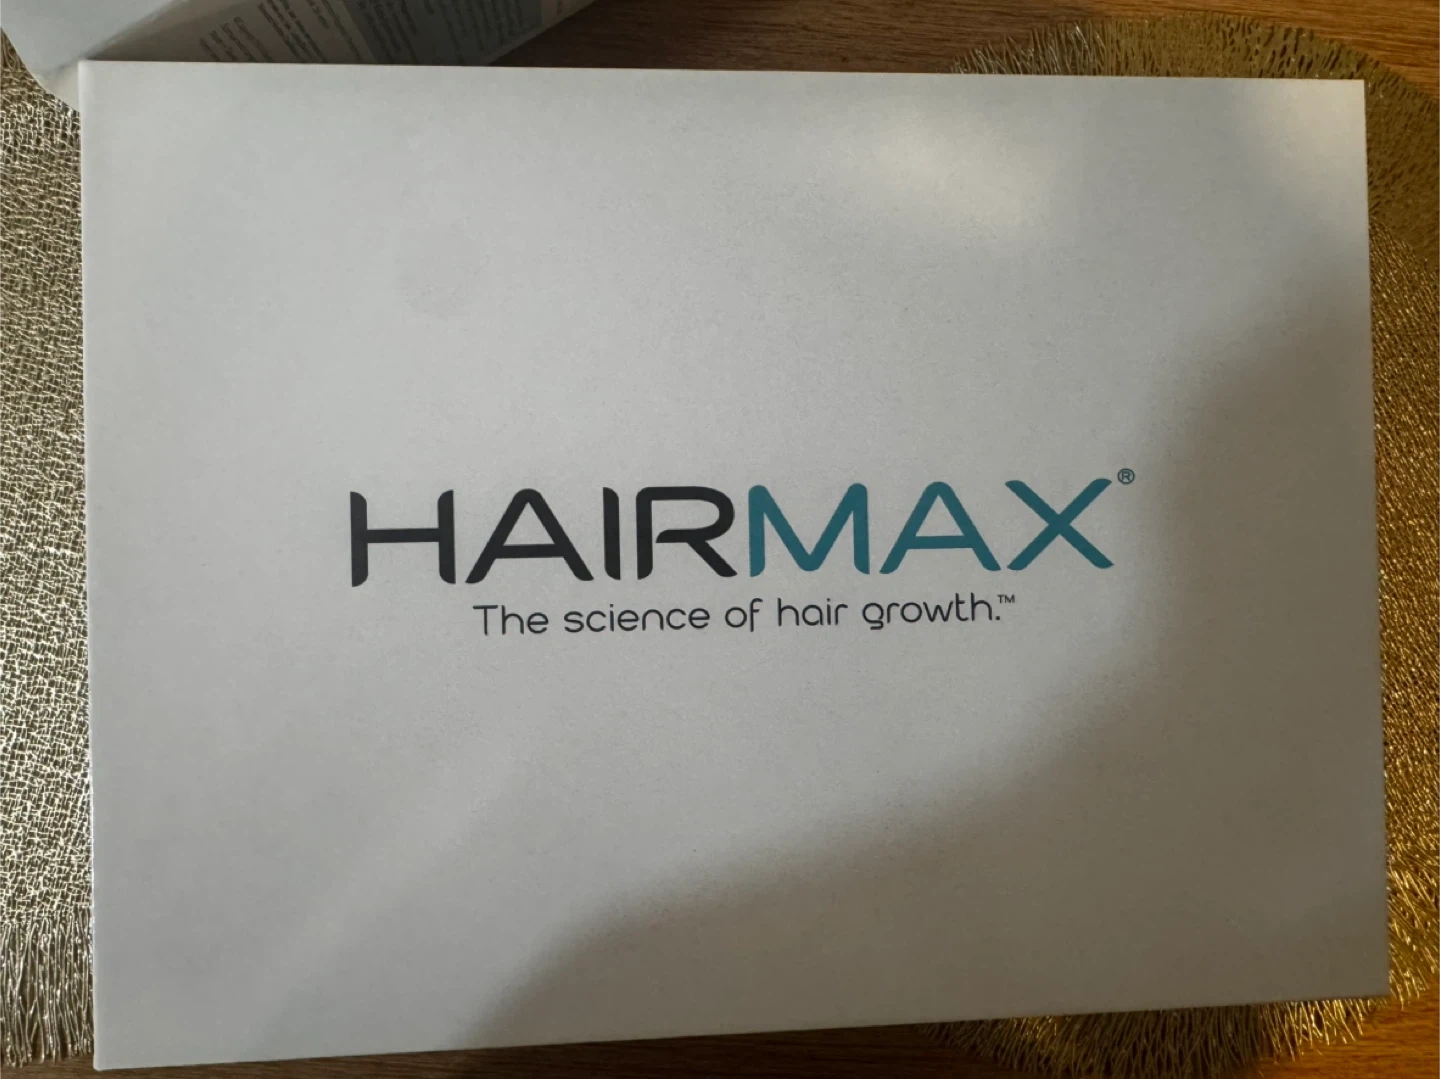 HAIRMAX®
The science of hair growth.™